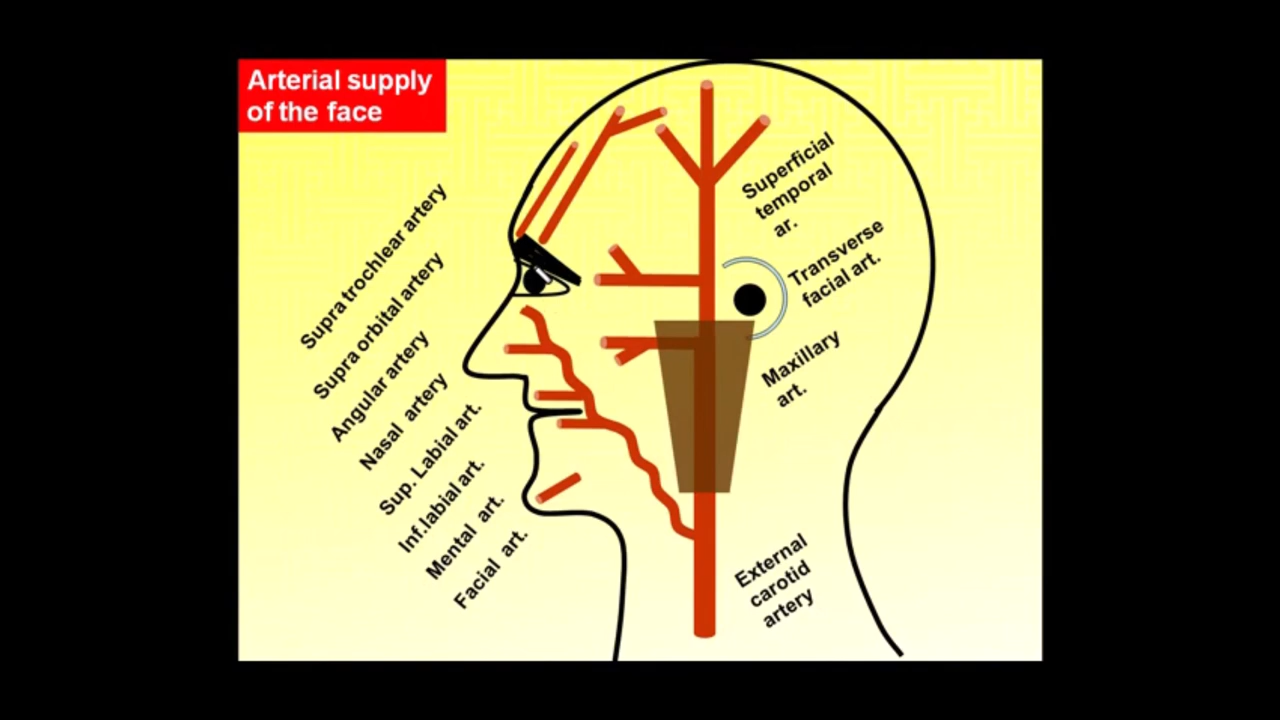 Arterial supply
of the face
Supra trochlear artery
Supra orbital artery
Angular artery
Nasal artery
Sup. Labial art.
Inf.labial art.
Mental art.
Facial art.
Superficial
temporal
ar.
Transverse
facial art.
Maxillary
art.
External
carotid
artery